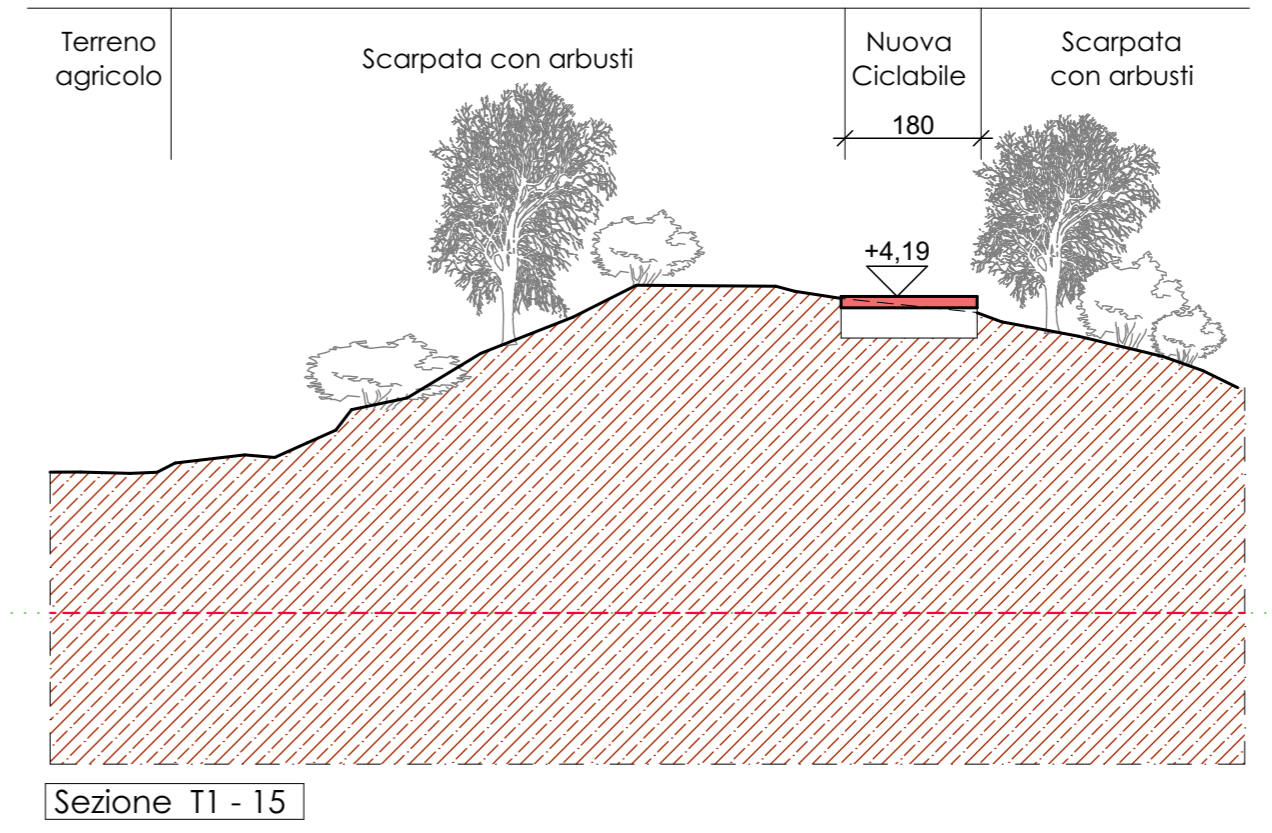 Terreno
agricolo
Scarpata con arbusti
Nuova
Ciclabile
Scarpata
con arbusti
180
+4,19
Sezione T1 - 15